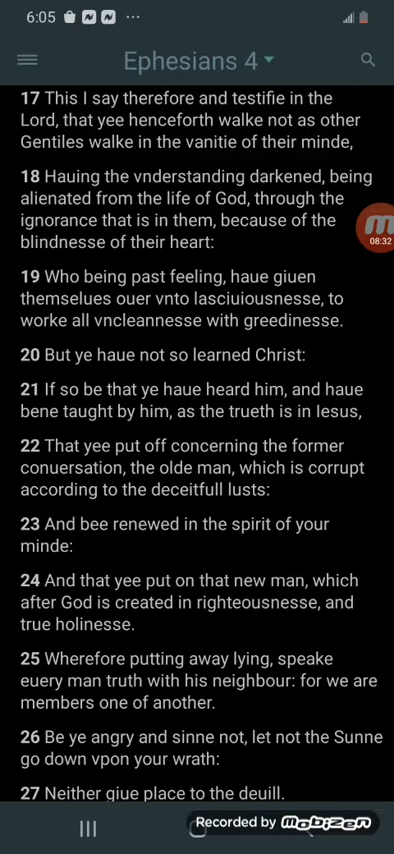 6:05
Ephesians 4
17 This I say therefore and testifie in the
Lord, that yee henceforth walke not as other
Gentiles walke in the vanitie of their minde,
18 Hauing the vnderstanding darkened, being
alienated from the life of God, through the
ignorance that is in them, because of the
blindnesse of their heart:
08:32
19 Who being past feeling, haue giuen
themselues ouer vnto lasciuiousnesse, to
worke all vncleannesse with greedinesse.
20 But ye haue not so learned Christ:
21 If so be that ye haue heard him, and haue
bene taught by him, as the trueth is in Iesus,
22 That yee put off concerning the former
conuersation, the olde man, which is corrupt
according to the deceitfull lusts:
23 And bee renewed in the spirit of your
minde:
24 And that yee put on that new man, which
after God is created in righteousnesse, and
true holinesse.
25 Wherefore putting away lying, speake
euery man truth with his neighbour: for we are
members one of another.
26 Be ye angry and sinne not, let not the Sunne
go down vpon your wrath:
27 Neither giue place to the deuill.
Recorded by mobizen